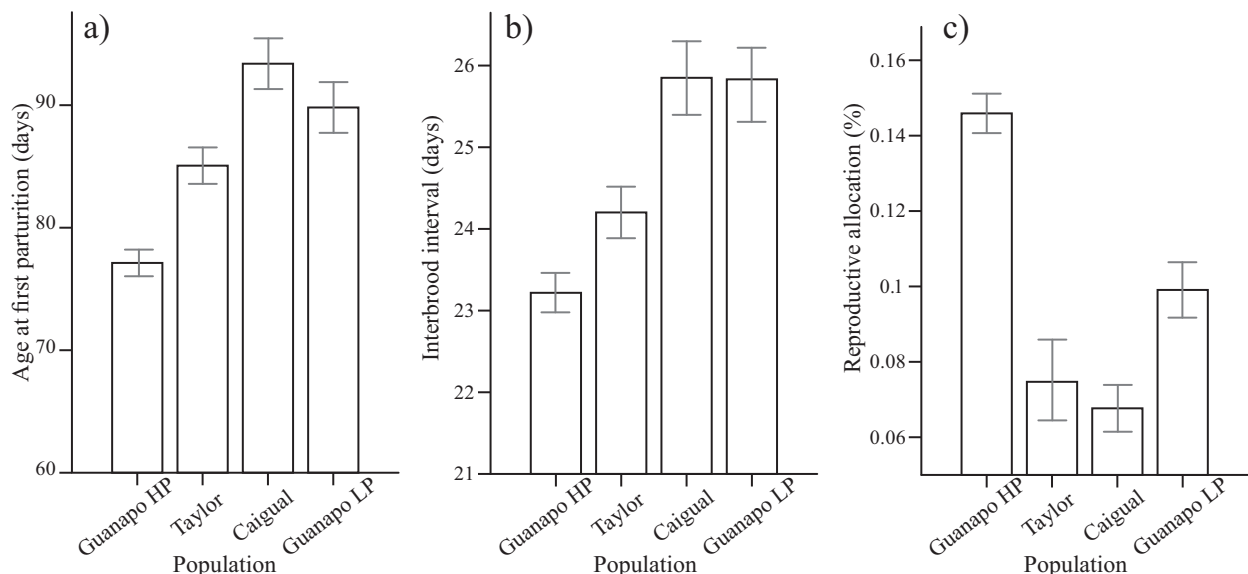 a)
Age at first parturition (days)
90
80
70
60
Guanapo HP
Taylor
Caigual
Guanapo LP
Population
b)
Interbrood interval (days)
26
25
24
23
22
21
Guanapo HP
Taylor
Caigual
Guanapo LP
Population
c)
Reproductive allocation (%)
0.16
0.14
0.12
0.1
0.08
0.06
Guanapo HP
Taylor
Caigual
Guanapo LP
Population